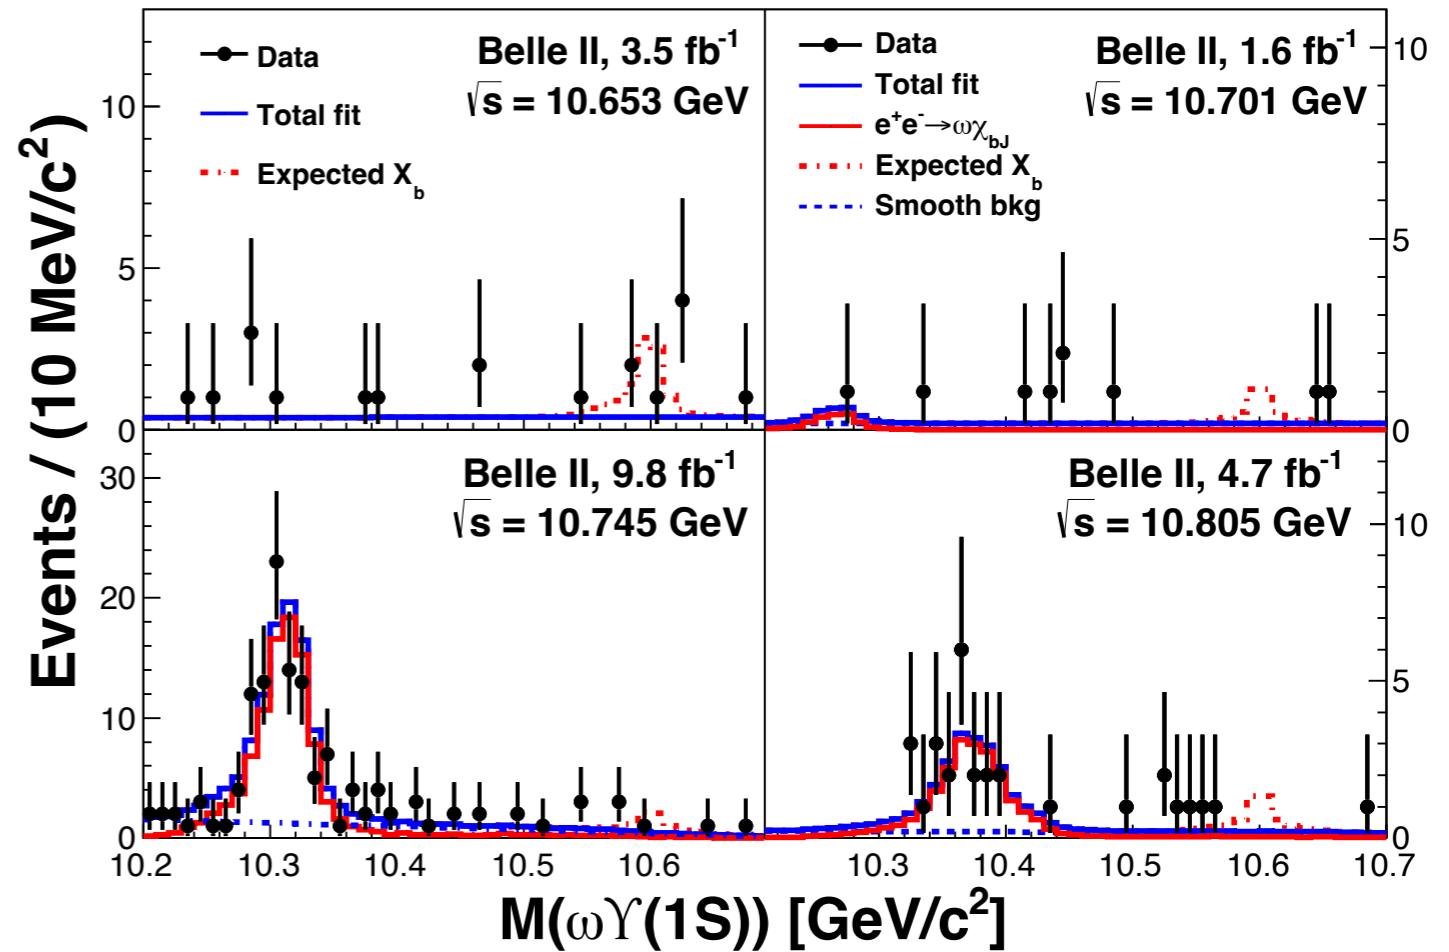 Events / (10 MeV/c²)
Data
Total fit
Expected X_b
Belle II, 3.5 fb⁻¹
√s = 10.653 GeV
10
5
0
Data
Total fit
e⁺e⁻→ωχ_bJ
Expected X_b
Smooth bkg
Belle II, 1.6 fb⁻¹
√s = 10.701 GeV
10
5
0
Belle II, 9.8 fb⁻¹
√s = 10.745 GeV
30
20
10
0
Belle II, 4.7 fb⁻¹
√s = 10.805 GeV
10
5
0
10.2 10.3 10.4 10.5 10.6 10.3 10.4 10.5 10.6 10.7
M(ωΥ(1S)) [GeV/c²]